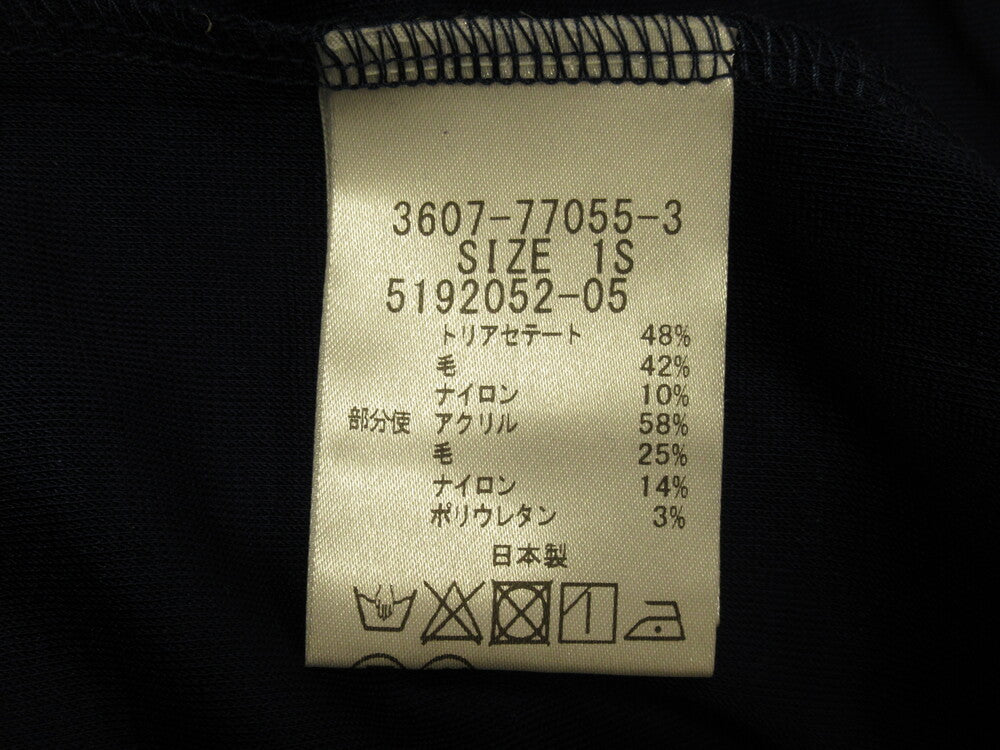 3607-77055-3
SIZE 1S
5192052-05
トリアセテート 48%
毛 42%
ナイロン 10%
部分使 アクリル 58%
毛 25%
ナイロン 14%
ポリウレタン 3%
日本製